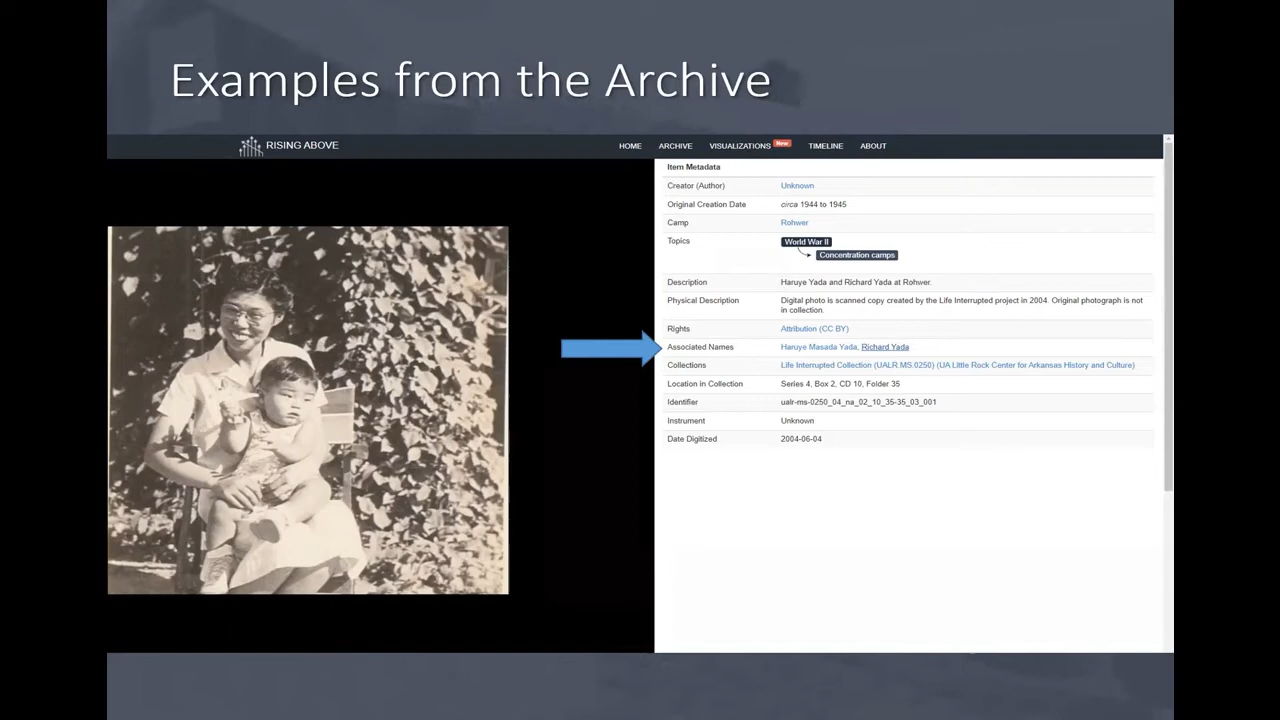 Examples from the Archive
RISING ABOVE
HOME ARCHIVE VISUALIZATIONS New TIMELINE ABOUT
Item Metadata
Creator (Author) Unknown
Original Creation Date circa 1944 to 1945
Camp Rohwer
Topics World War II
Concentration camps
Description Haruye Yada and Richard Yada at Rohwer.
Physical Description Digital photo is scanned copy created by the Life Interrupted project in 2004. Original photograph is not
in collection.
Rights Attribution (CC BY)
Associated Names Haruye Masada Yada, Richard Yada
Collections Life Interrupted Collection (UALR.MS.0250) (UA Little Rock Center for Arkansas History and Culture)
Location in Collection Series 4, Box 2, CD 10, Folder 35
Identifier ualr-ms-0250_04_na_02_10_35-35_03_001
Instrument Unknown
Date Digitized 2004-06-04